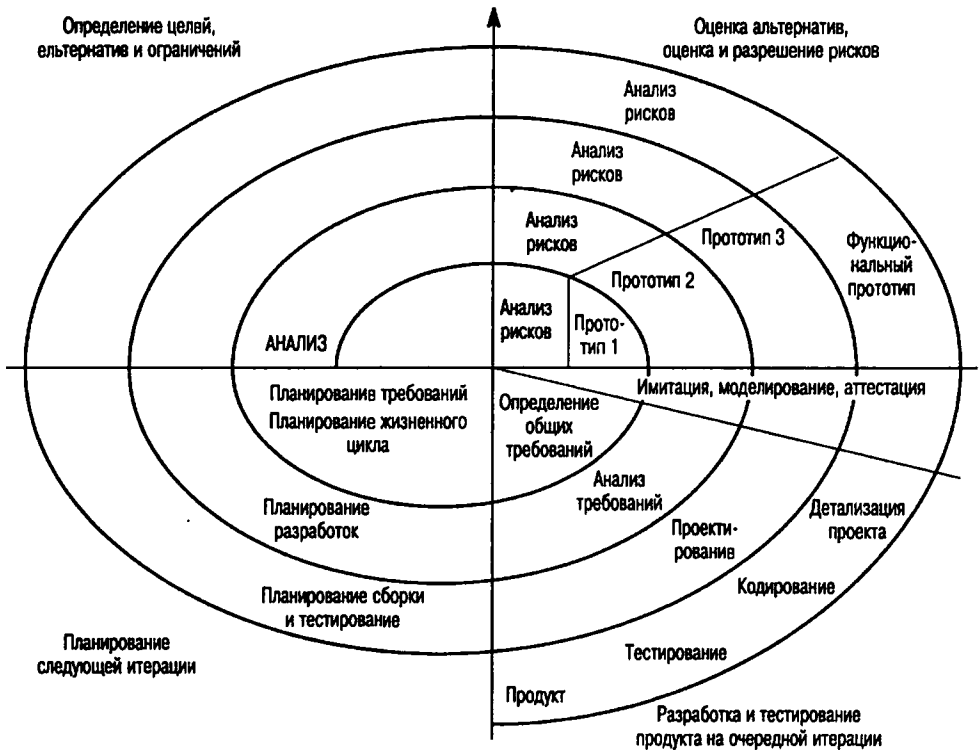 Определение целей,
ельтернатив и ограничений
Оценка альтернатив,
оценка и разрешение рисков
Анализ
рисков
Анализ
рисков
Анализ
рисков
Прототип 3
Функцио-
нальный
прототип
Прототип 2
Анализ
рисков
Прото-
тип 1
АНАЛИЗ
Имитация, моделирование, аттестация
Планирование требований
Планирование жизненного
цикла
Определение
общих
требований
Анализ
требований
Планирование
разработок
Проекти-
рование
Детализация
проекта
Планирование сборки
и тестирование
Кодирование
Планирование
следующей итерации
Тестирование
Продукт
Разработка и тестирование
продукта на очередной итерации